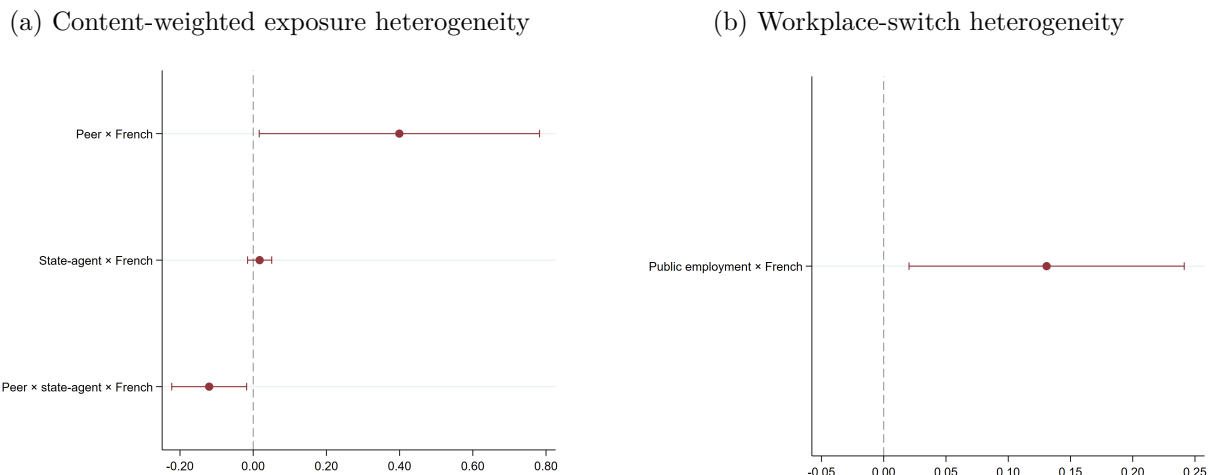 (a) Content-weighted exposure heterogeneity
Peer × French
State-agent × French
Peer × state-agent × French
-0.20 0.00 0.20 0.40 0.60 0.80
(b) Workplace-switch heterogeneity
Public employment × French
-0.05 0.00 0.05 0.10 0.15 0.20 0.25